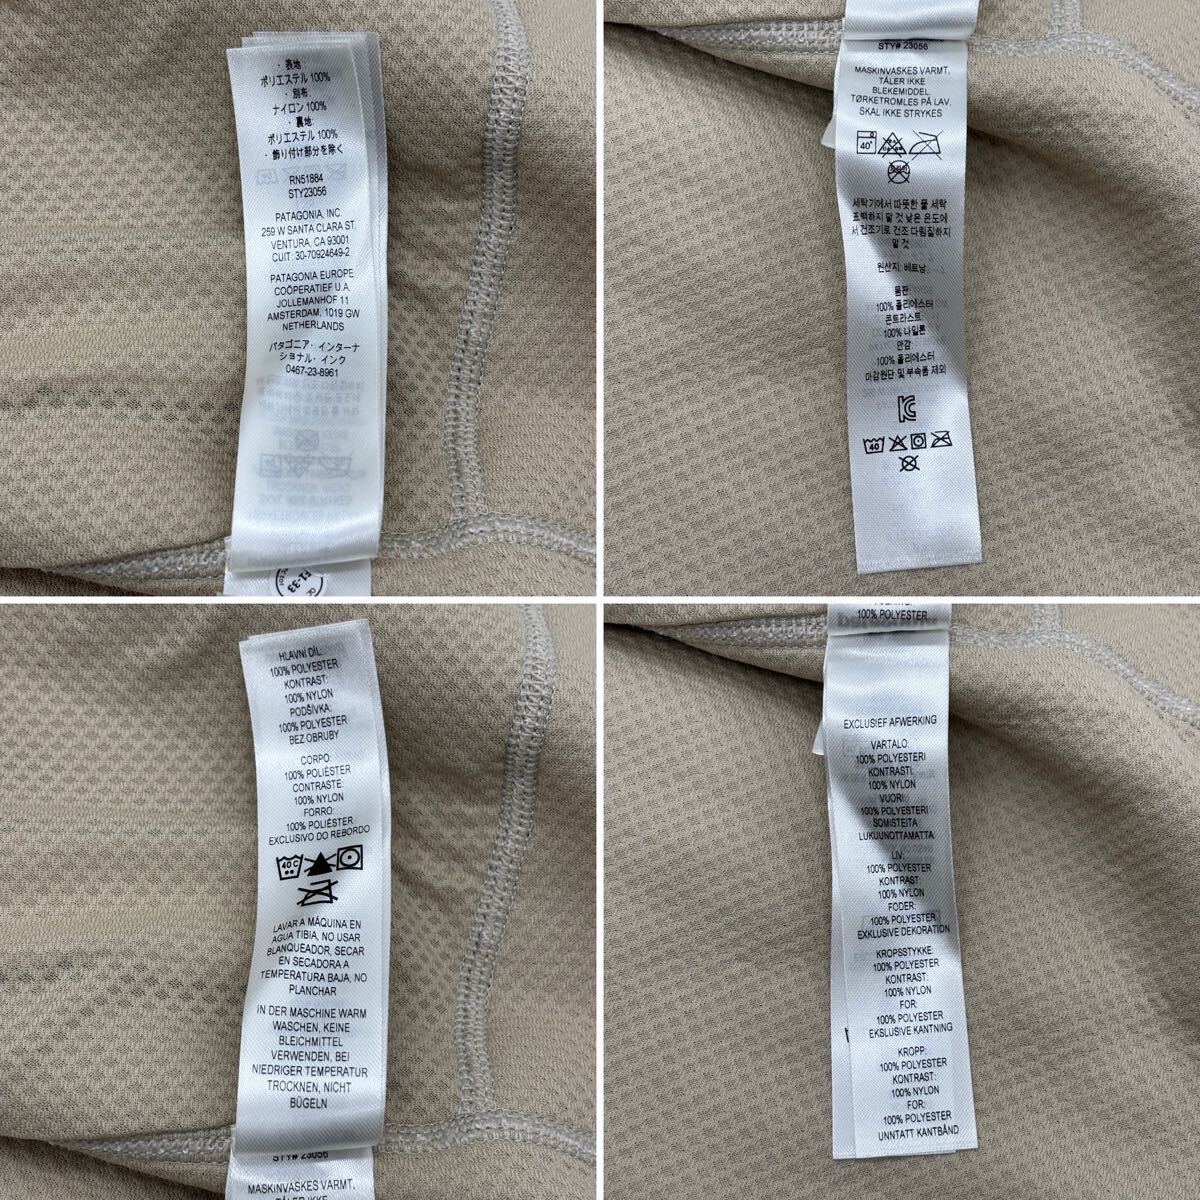 ・表地
ポリエステル 100%
・別布:
ナイロン 100%
・裏地:
ポリエステル 100%
・飾り付け部分を除く
RN51884
STY23056
PATAGONIA, INC.
259 W SANTA CLARA ST.
VENTURA, CA 93001
CUIT: 30-70924649-2
PATAGONIA EUROPE
COÖPERATIEF U.A.
JOLLEMANHOF 11
AMSTERDAM, 1019 GW
NETHERLANDS
パタゴニア・インターナ
ショナル・インク
0467-23-8961
STY# 23056
MASKINVASKES VARMT,
TÅLER IKKE
BLEKEMIDDEL.
TØRKETROMLES PÅ LAV,
SKAL IKKE STRYKES
40°
세탁기에서 따뜻한 물 세탁
표백하지 말 것 낮은 온도에
서 건조기로 건조 다림질하지
말 것
원산지: 베트남
몸판:
100% 폴리에스터
콘트라스트:
100% 나일론
안감:
100% 폴리에스터
마감원단 및 부속품 제외
40
HLAVNÍ DÍL:
100% POLYESTER
KONTRAST:
100% NYLON
PODŠÍVKA:
100% POLYESTER
BEZ OBRUBY
CORPO:
100% POLIÉSTER
CONTRASTE:
100% NYLON
FORRO:
100% POLIÉSTER
EXCLUSIVO DO REBORDO
40 C
LAVAR A MÁQUINA EN
AGUA TIBIA, NO USAR
BLANQUEADOR, SECAR
EN SECADORA A
TEMPERATURA BAJA, NO
PLANCHAR
IN DER MASCHINE WARM
WASCHEN, KEINE
BLEICHMITTEL
VERWENDEN, BEI
NIEDRIGER TEMPERATUR
TROCKNEN, NICHT
BÜGELN
STY# 23056
MASKINVASKES VARMT,
TÅLER IKKE
100% POLYESTER
EXCLUSIEF AFWERKING
VARTALO:
100% POLYESTERI
KONTRASTI:
100% NYLON
VUORI:
100% POLYESTERI
SOMISTEITA
LUKUUNOTTAMATTA
LIV:
100% POLYESTER
KONTRAST:
100% NYLON
FODER:
100% POLYESTER
EXKLUSIVE DEKORATION
KROPSSTYKKE:
100% POLYESTER
KONTRAST:
100% NYLON
FOR:
100% POLYESTER
EKSLUSIVE KANTNING
KROPP:
100% POLYESTER
KONTRAST:
100% NYLON
FOR:
100% POLYESTER
UNNTATT KANTBÅND